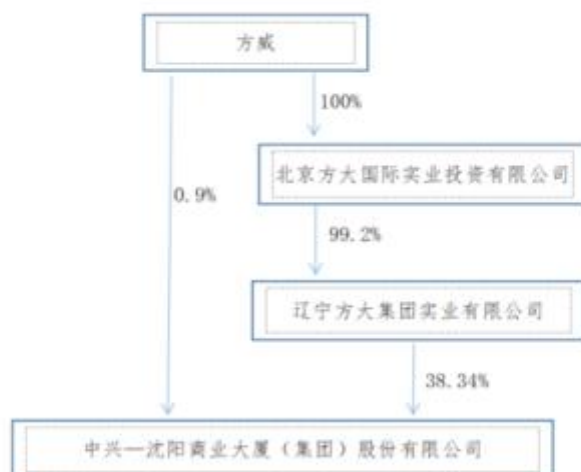 方威
100%
北京方大国际实业投资有限公司
0.9%
99.2%
辽宁方大集团实业有限公司
38.34%
中兴—沈阳商业大厦（集团）股份有限公司